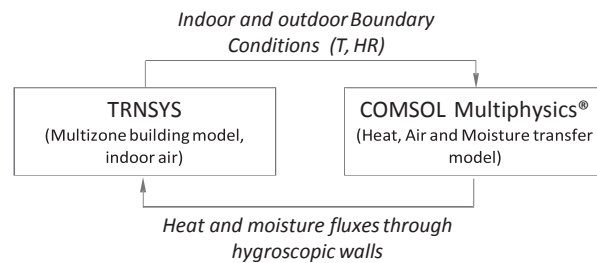 Indoor and outdoor Boundary
Conditions (T, HR)
TRNSYS
(Multizone building model,
indoor air)
COMSOL Multiphysics®
(Heat, Air and Moisture transfer
model)
Heat and moisture fluxes through
hygroscopic walls